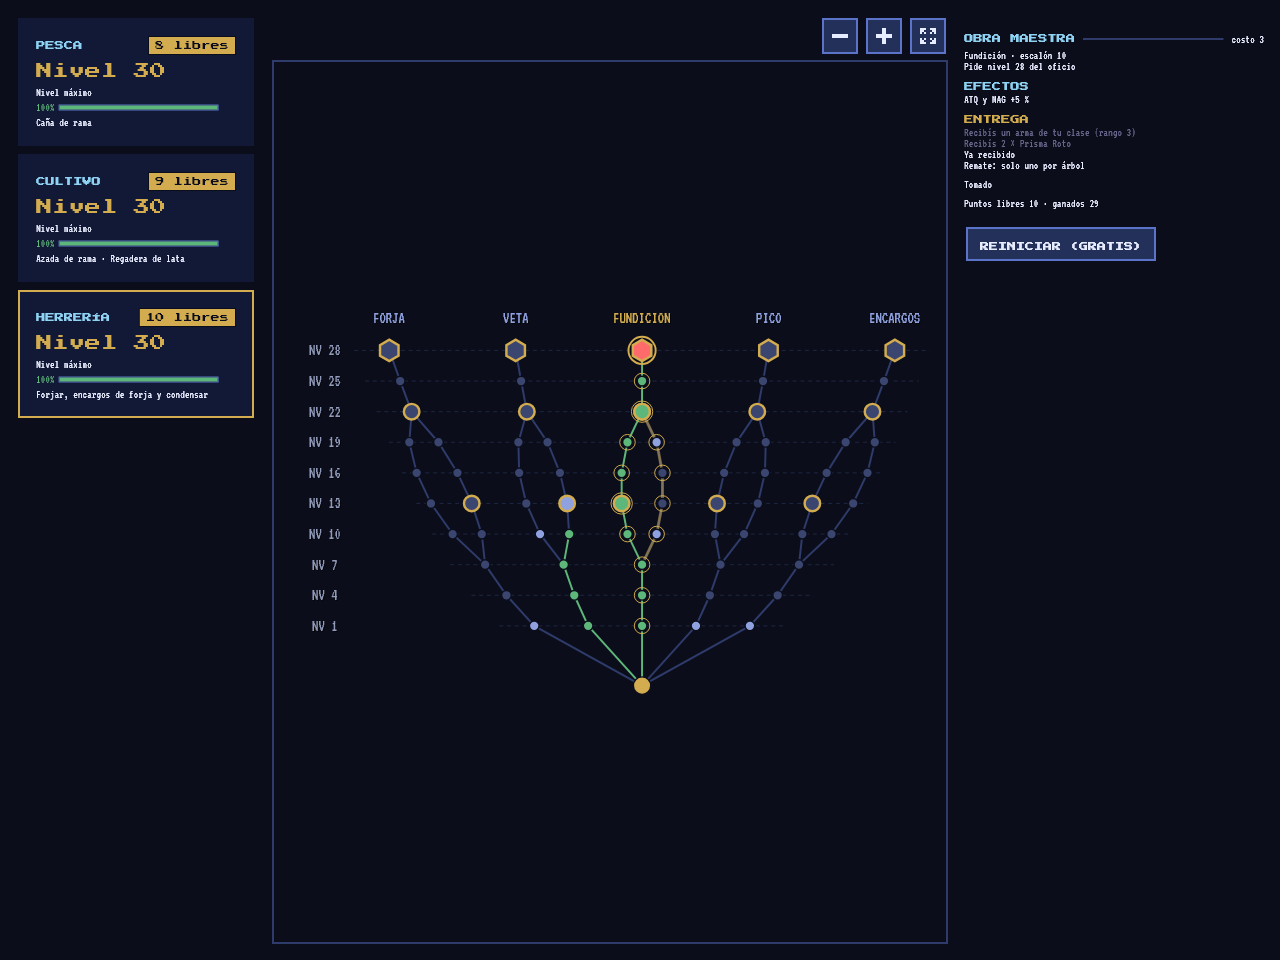 PESCA
8 libres
Nivel 30
Nivel máximo
100%
Caña de rama
CULTIVO
9 libres
Nivel 30
Nivel máximo
100%
Azada de rama · Regadera de lata
HERRERíA
10 libres
Nivel 30
Nivel máximo
100%
Forjar, encargos de forja y condensar
FORJA
VETA
FUNDICIÓN
PICO
ENCARGOS
NV 28
NV 25
NV 22
NV 19
NV 16
NV 13
NV 10
NV 7
NV 4
NV 1
OBRA MAESTRA
costo 3
Fundición · escalón 10
Pide nivel 28 del oficio
EFECTOS
ATQ y MAG +5 %
ENTREGA
Recibís un arma de tu clase (rango 3)
Recibís 2 × Prisma Roto
Ya recibido
Remate: solo uno por árbol
Tomado
Puntos libres 10 · ganados 29
REINICIAR (GRATIS)